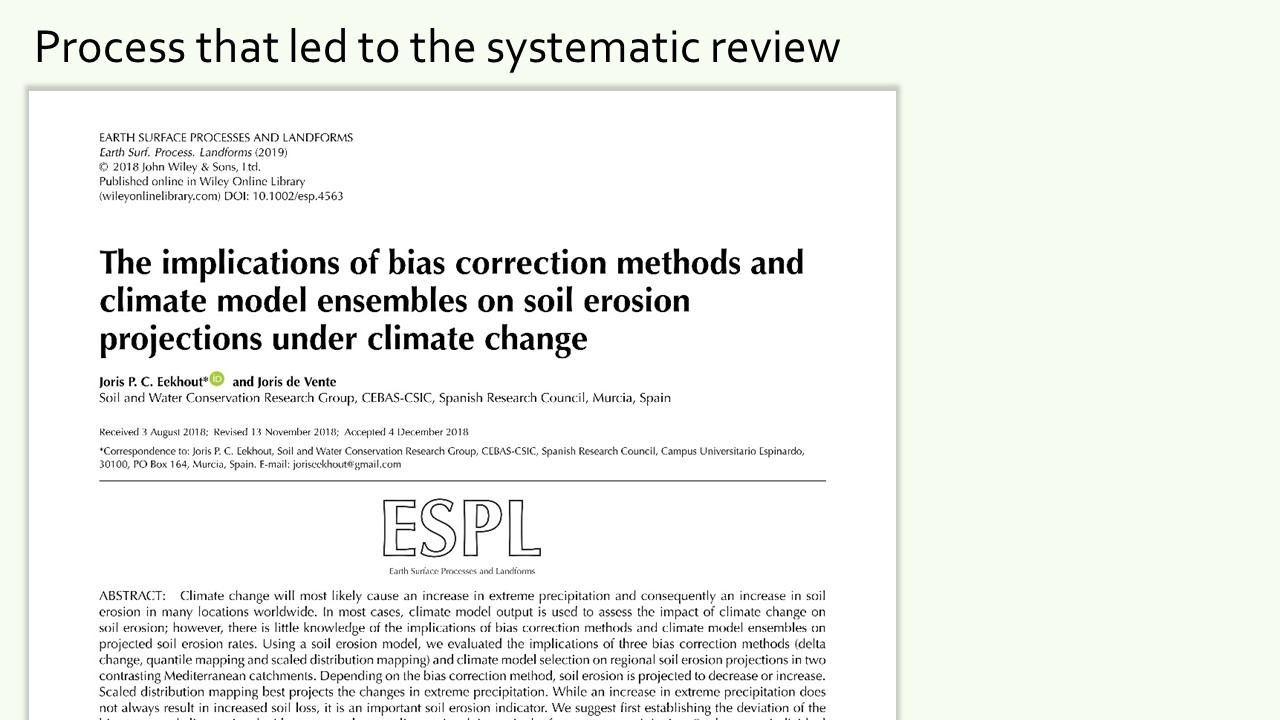 Process that led to the systematic review
EARTH SURFACE PROCESSES AND LANDFORMS
Earth Surf. Process. Landforms (2019)
© 2018 John Wiley & Sons, Ltd.
Published online in Wiley Online Library
(wileyonlinelibrary.com) DOI: 10.1002/esp.4563
The implications of bias correction methods and
climate model ensembles on soil erosion
projections under climate change
Joris P. C. Eekhout* iD and Joris de Vente
Soil and Water Conservation Research Group, CEBAS-CSIC, Spanish Research Council, Murcia, Spain
Received 3 August 2018; Revised 13 November 2018; Accepted 4 December 2018
*Correspondence to: Joris P. C. Eekhout, Soil and Water Conservation Research Group, CEBAS-CSIC, Spanish Research Council, Campus Universitario Espinardo,
30100, PO Box 164, Murcia, Spain. E-mail: joriseekhout@gmail.com
ESPL
Earth Surface Processes and Landforms
ABSTRACT: Climate change will most likely cause an increase in extreme precipitation and consequently an increase in soil
erosion in many locations worldwide. In most cases, climate model output is used to assess the impact of climate change on
soil erosion; however, there is little knowledge of the implications of bias correction methods and climate model ensembles on
projected soil erosion rates. Using a soil erosion model, we evaluated the implications of three bias correction methods (delta
change, quantile mapping and scaled distribution mapping) and climate model selection on regional soil erosion projections in two
contrasting Mediterranean catchments. Depending on the bias correction method, soil erosion is projected to decrease or increase.
Scaled distribution mapping best projects the changes in extreme precipitation. While an increase in extreme precipitation does
not always result in increased soil loss, it is an important soil erosion indicator. We suggest first establishing the deviation of the